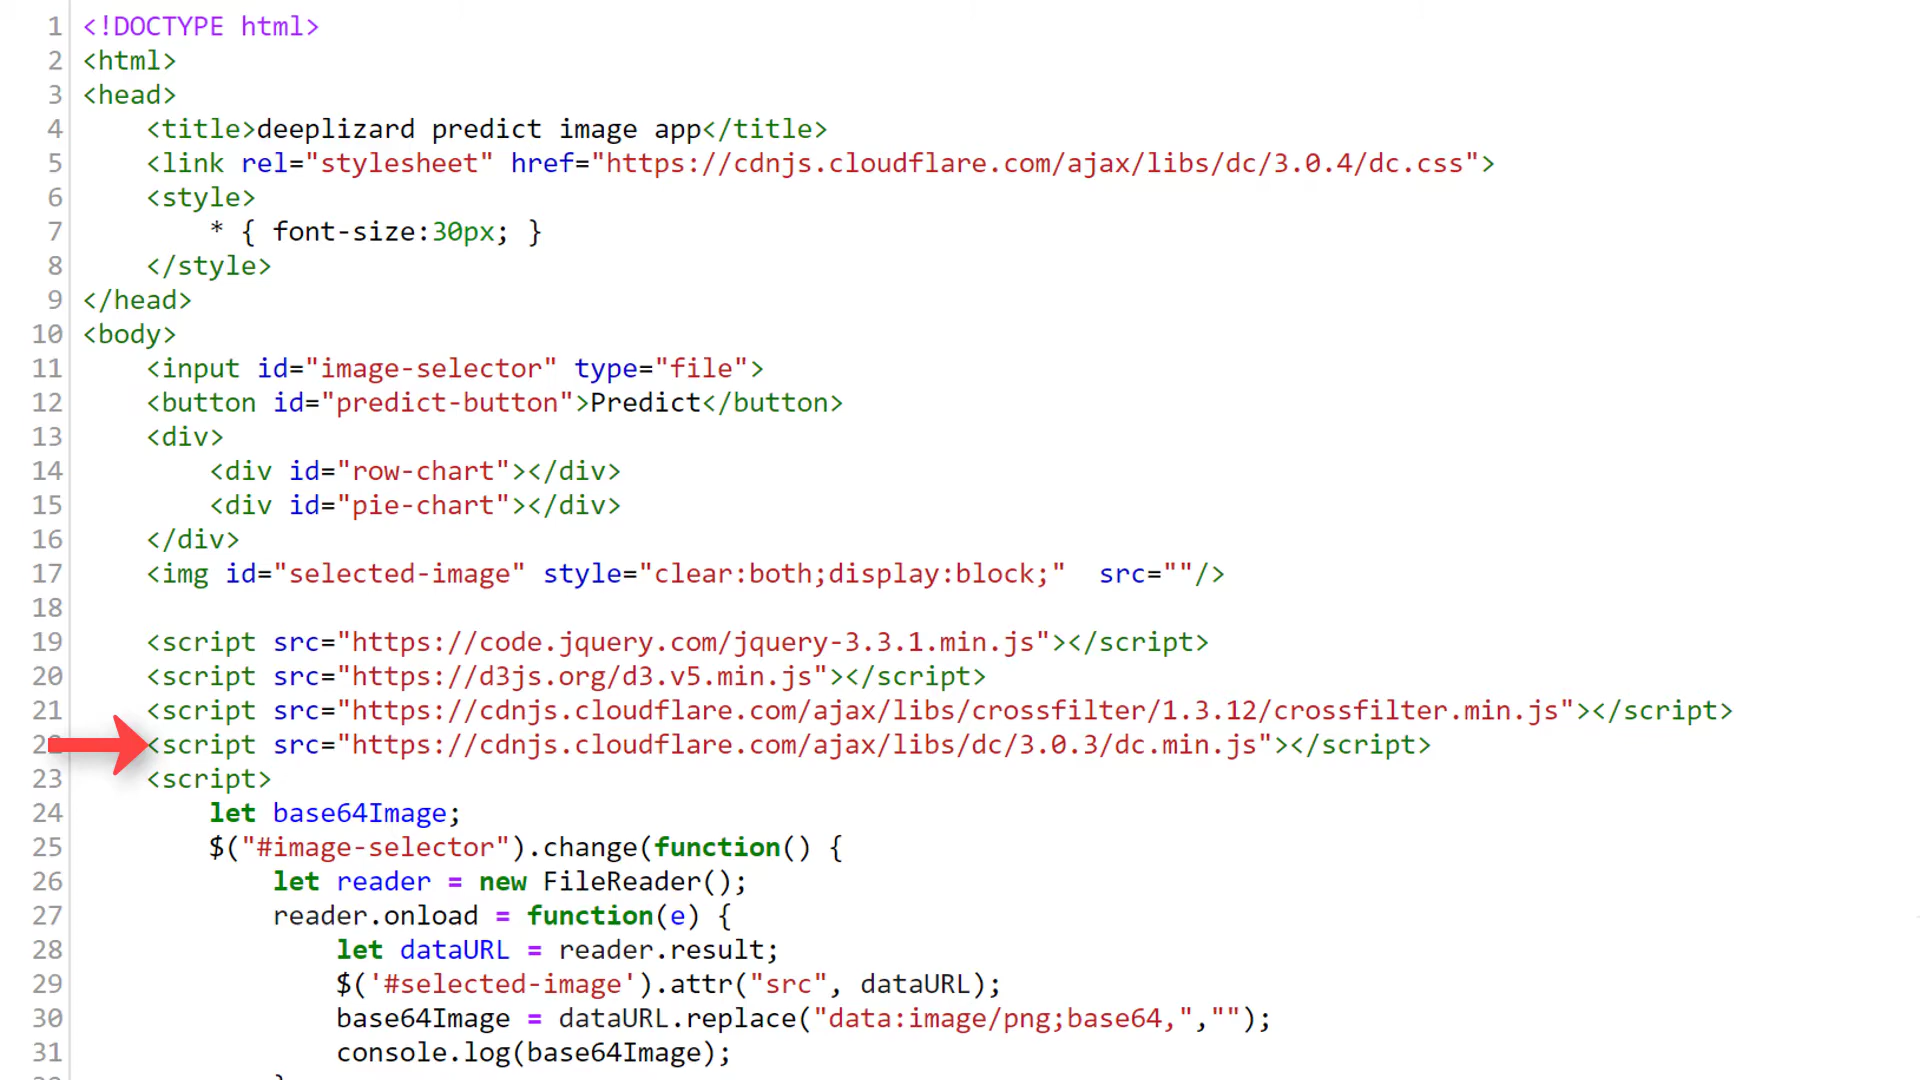 1 <!DOCTYPE html>
2 <html>
3 <head>
4     <title>deeplizard predict image app</title>
5     <link rel="stylesheet" href="https://cdnjs.cloudflare.com/ajax/libs/dc/3.0.4/dc.css">
6     <style>
7         * { font-size:30px; }
8     </style>
9 </head>
10 <body>
11     <input id="image-selector" type="file">
12     <button id="predict-button">Predict</button>
13     <div>
14         <div id="row-chart"></div>
15         <div id="pie-chart"></div>
16     </div>
17     <img id="selected-image" style="clear:both;display:block;"  src=""/>
18
19     <script src="https://code.jquery.com/jquery-3.3.1.min.js"></script>
20     <script src="https://d3js.org/d3.v5.min.js"></script>
21     <script src="https://cdnjs.cloudflare.com/ajax/libs/crossfilter/1.3.12/crossfilter.min.js"></script>
22     <script src="https://cdnjs.cloudflare.com/ajax/libs/dc/3.0.3/dc.min.js"></script>
23     <script>
24         let base64Image;
25         $("#image-selector").change(function() {
26             let reader = new FileReader();
27             reader.onload = function(e) {
28                 let dataURL = reader.result;
29                 $('#selected-image').attr("src", dataURL);
30                 base64Image = dataURL.replace("data:image/png;base64,","");
31                 console.log(base64Image);